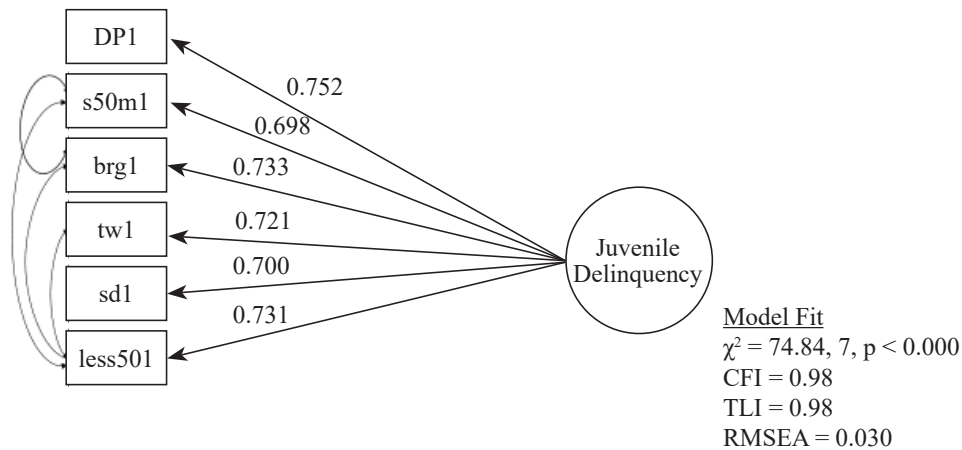 DP1
0.752
s50m1
0.698
brg1
0.733
tw1
0.721
sd1
0.700
less501
0.731
Juvenile
Delinquency
Model Fit
χ² = 74.84, 7, p < 0.000
CFI = 0.98
TLI = 0.98
RMSEA = 0.030